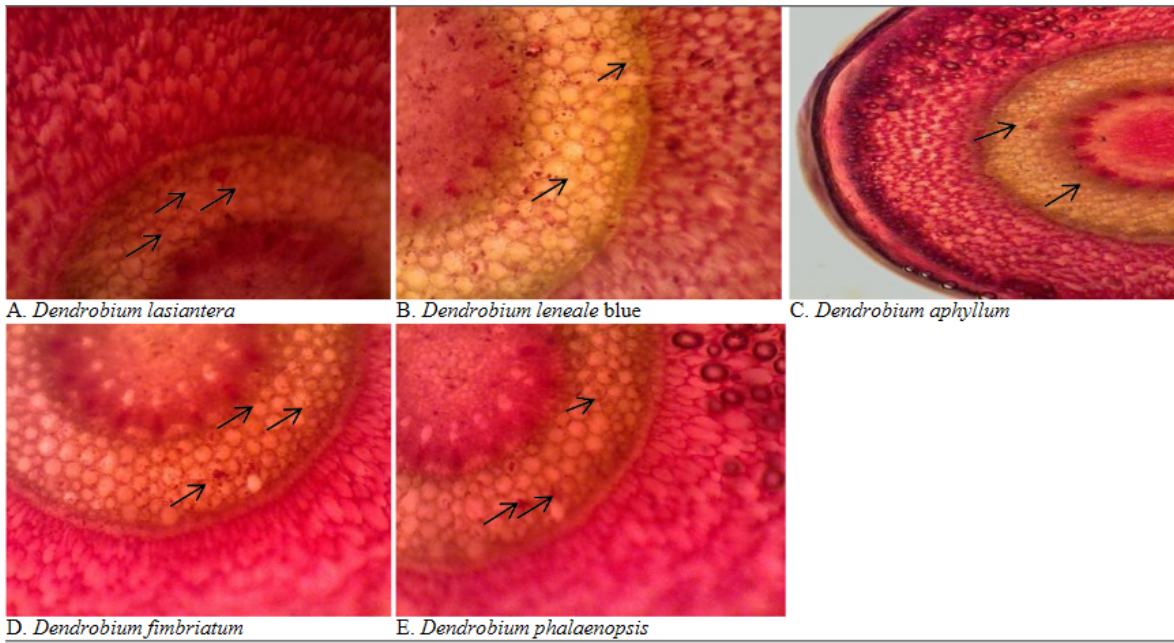 A. Dendrobium lasiantera
B. Dendrobium leneale blue
C. Dendrobium aphyllum
D. Dendrobium fimbriatum
E. Dendrobium phalaenopsis